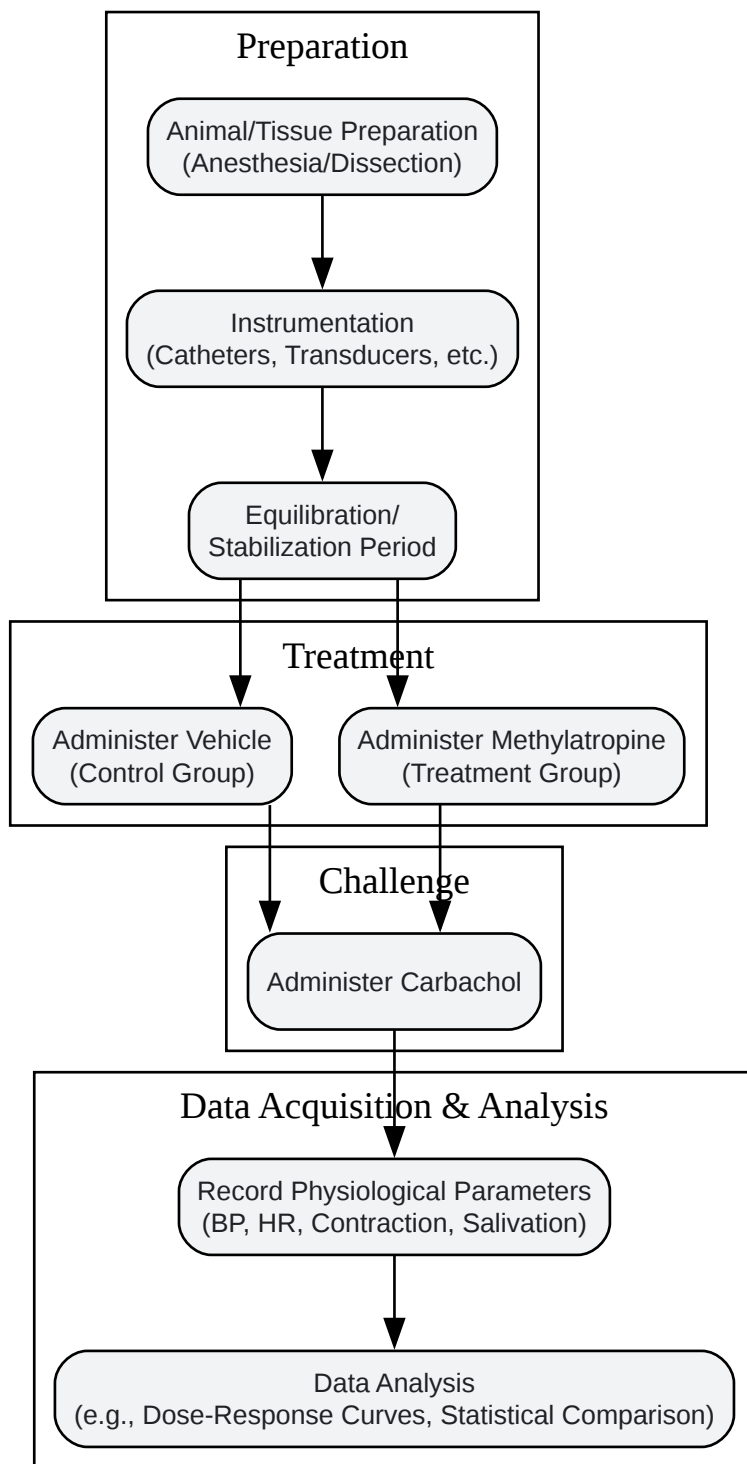 Preparation
Animal/Tissue Preparation
(Anesthesia/Dissection)
Instrumentation
(Catheters, Transducers, etc.)
Equilibration/
Stabilization Period
Treatment
Administer Vehicle
(Control Group)
Administer Methylatropine
(Treatment Group)
Challenge
Administer Carbachol
Data Acquisition & Analysis
Record Physiological Parameters
(BP, HR, Contraction, Salivation)
Data Analysis
(e.g., Dose-Response Curves, Statistical Comparison)